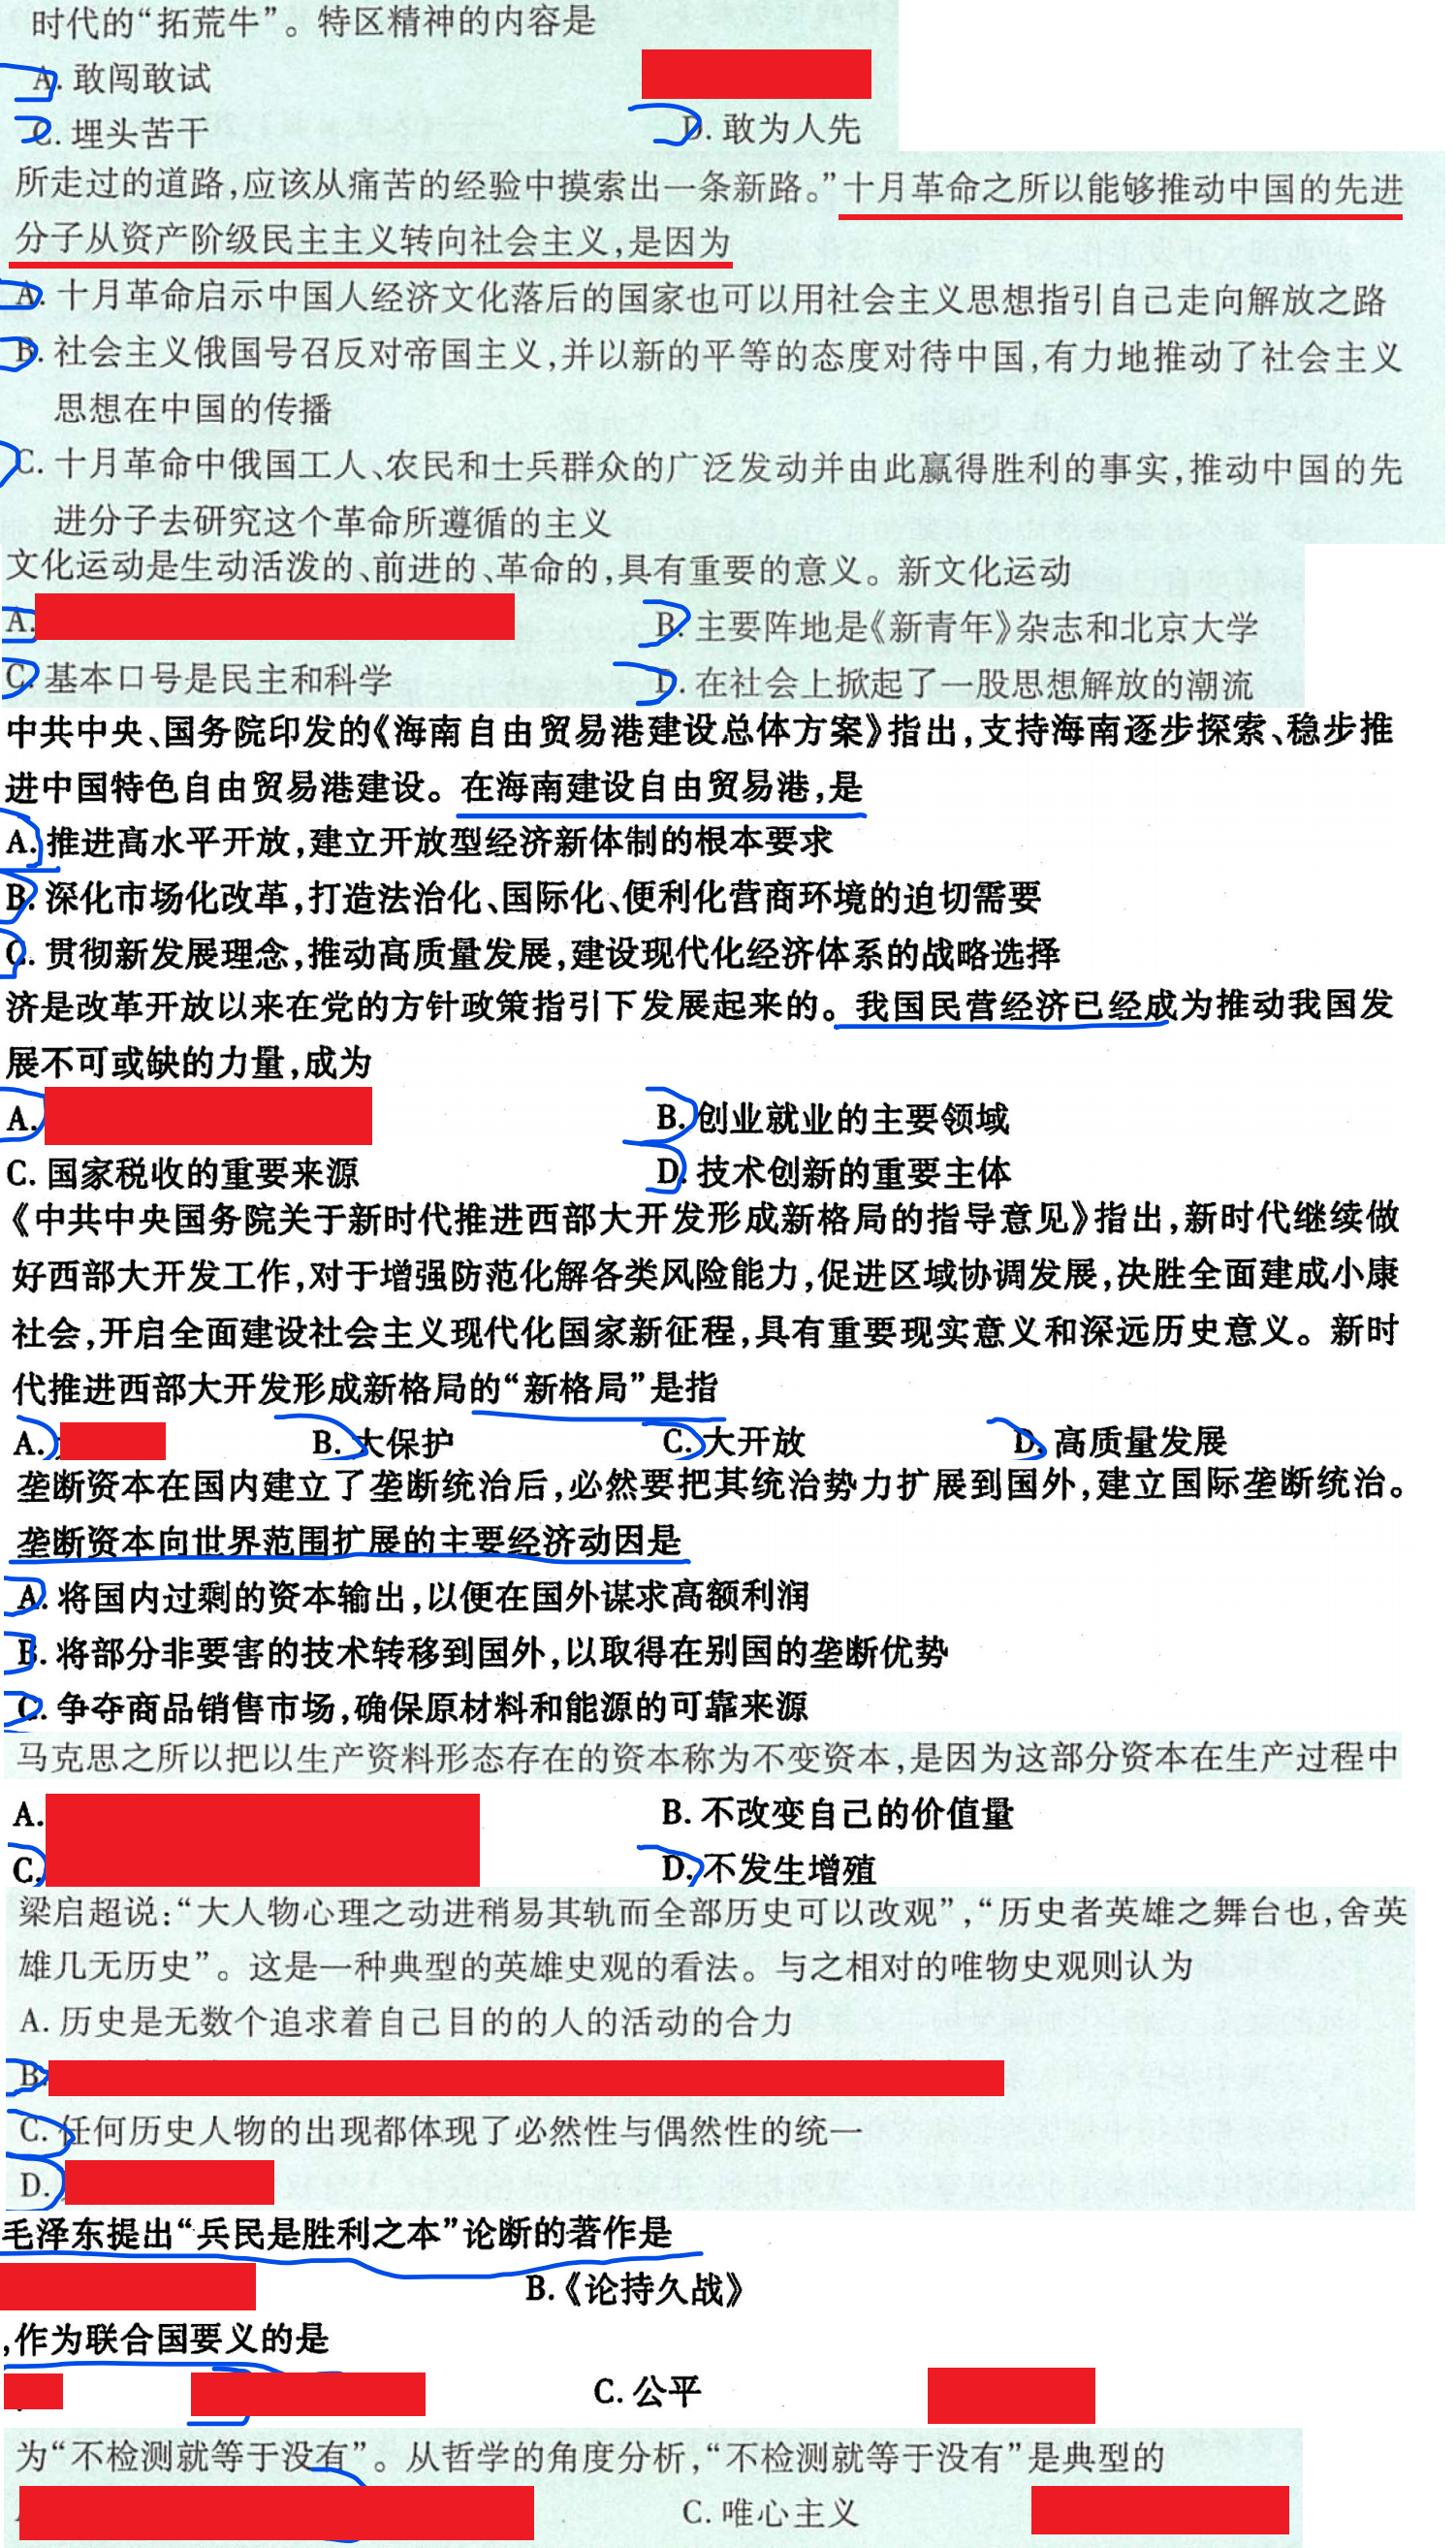 时代的“拓荒牛”。特区精神的内容是
A. 敢闯敢试
C. 埋头苦干 D. 敢为人先
所走过的道路,应该从痛苦的经验中摸索出一条新路。”十月革命之所以能够推动中国的先进
分子从资产阶级民主主义转向社会主义,是因为
A. 十月革命启示中国人经济文化落后的国家也可以用社会主义思想指引自己走向解放之路
B. 社会主义俄国号召反对帝国主义,并以新的平等的态度对待中国,有力地推动了社会主义
思想在中国的传播
C. 十月革命中俄国工人、农民和士兵群众的广泛发动并由此赢得胜利的事实,推动中国的先
进分子去研究这个革命所遵循的主义
文化运动是生动活泼的、前进的、革命的,具有重要的意义。新文化运动
A. B. 主要阵地是《新青年》杂志和北京大学
C. 基本口号是民主和科学 D. 在社会上掀起了一股思想解放的潮流
中共中央、国务院印发的《海南自由贸易港建设总体方案》指出,支持海南逐步探索、稳步推
进中国特色自由贸易港建设。在海南建设自由贸易港,是
A. 推进高水平开放,建立开放型经济新体制的根本要求
B. 深化市场化改革,打造法治化、国际化、便利化营商环境的迫切需要
C. 贯彻新发展理念,推动高质量发展,建设现代化经济体系的战略选择
济是改革开放以来在党的方针政策指引下发展起来的。我国民营经济已经成为推动我国发
展不可或缺的力量,成为
A. B. 创业就业的主要领域
C. 国家税收的重要来源 D. 技术创新的重要主体
《中共中央国务院关于新时代推进西部大开发形成新格局的指导意见》指出,新时代继续做
好西部大开发工作,对于增强防范化解各类风险能力,促进区域协调发展,决胜全面建成小康
社会,开启全面建设社会主义现代化国家新征程,具有重要现实意义和深远历史意义。新时
代推进西部大开发形成新格局的“新格局”是指
A. B. 大保护 C. 大开放 D. 高质量发展
垄断资本在国内建立了垄断统治后,必然要把其统治势力扩展到国外,建立国际垄断统治。
垄断资本向世界范围扩展的主要经济动因是
A. 将国内过剩的资本输出,以便在国外谋求高额利润
B. 将部分非要害的技术转移到国外,以取得在别国的垄断优势
C. 争夺商品销售市场,确保原材料和能源的可靠来源
马克思之所以把以生产资料形态存在的资本称为不变资本,是因为这部分资本在生产过程中
A. B. 不改变自己的价值量
C. D. 不发生增殖
梁启超说:“大人物心理之动进稍易其轨而全部历史可以改观”,“历史者英雄之舞台也,舍英
雄几无历史”。这是一种典型的英雄史观的看法。与之相对的唯物史观则认为
A. 历史是无数个追求着自己目的的人的活动的合力
B.
C. 任何历史人物的出现都体现了必然性与偶然性的统一
D.
毛泽东提出“兵民是胜利之本”论断的著作是
B.《论持久战》
,作为联合国要义的是
C. 公平
为“不检测就等于没有”。从哲学的角度分析,“不检测就等于没有”是典型的
C. 唯心主义